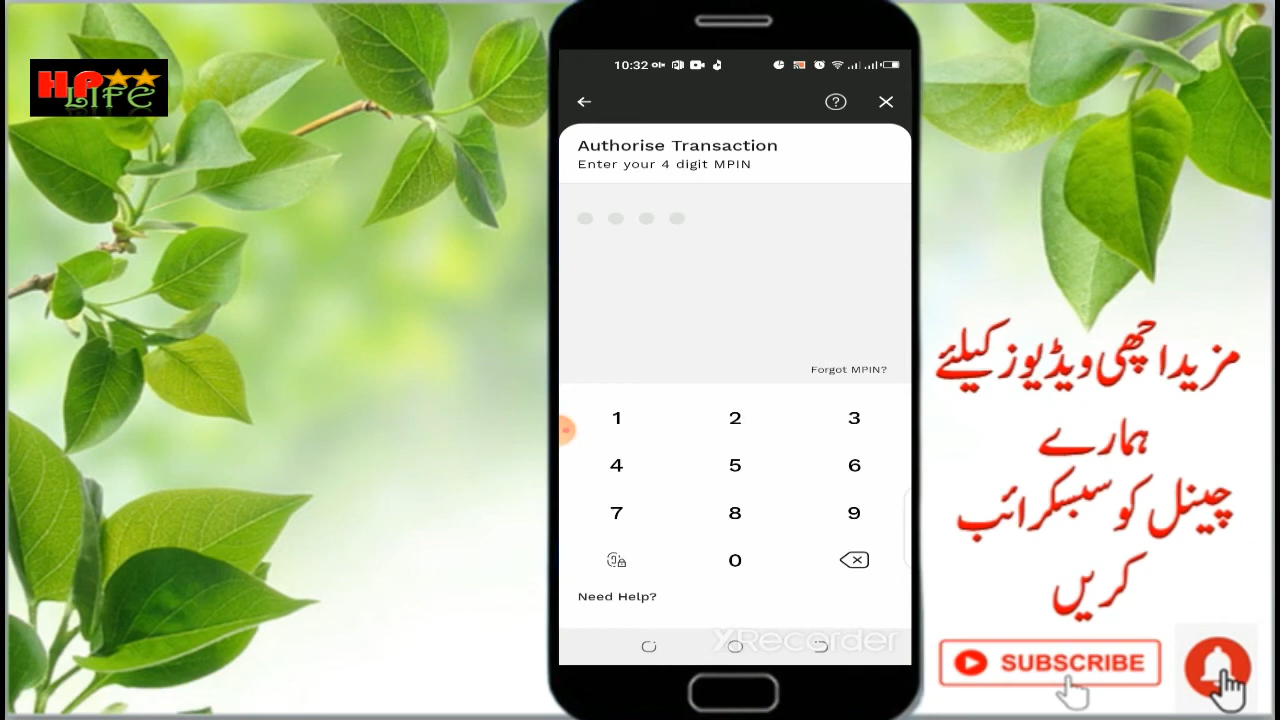 HP
LIFE
10:32
Authorise Transaction
Enter your 4 digit MPIN
Forgot MPIN?
1 2 3
4 5 6
7 8 9
0
Need Help?
XRecorder
مزید اچھی ویڈیوز کیلئے
ہمارے
چینل کو سبسکرائب
کریں
SUBSCRIBE